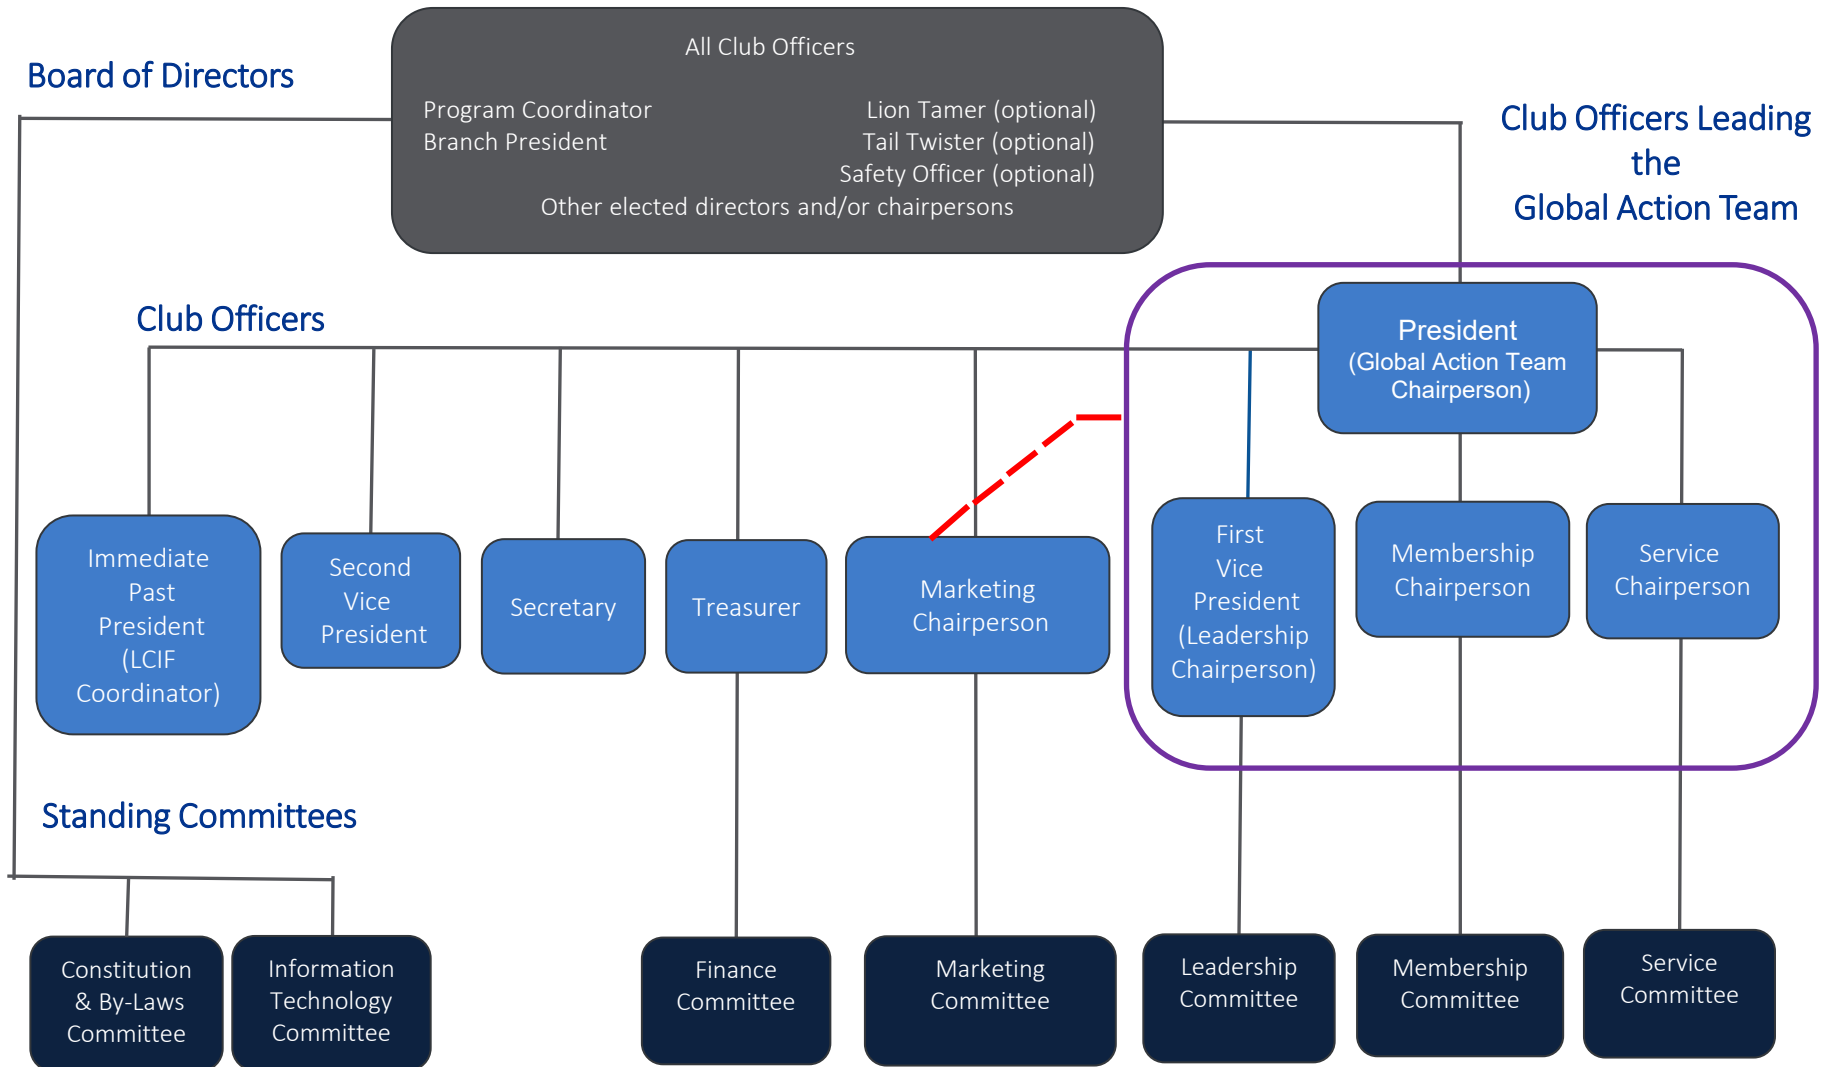 All Club Officers
Board of Directors
Program Coordinator
Lion Tamer (optional)
Branch President
Tail Twister (optional)
Safety Officer (optional)
Other elected directors and/or chairpersons
Club Officers Leading
the
Global Action Team
Club Officers
President
(Global Action Team
Chairperson)
Immediate
Past
President
(LCIF
Coordinator)
Second
Vice
President
Secretary
Treasurer
Marketing
Chairperson
First
Vice
President
(Leadership
Chairperson)
Membership
Chairperson
Service
Chairperson
Standing Committees
Constitution
& By-Laws
Committee
Information
Technology
Committee
Finance
Committee
Marketing
Committee
Leadership
Committee
Membership
Committee
Service
Committee